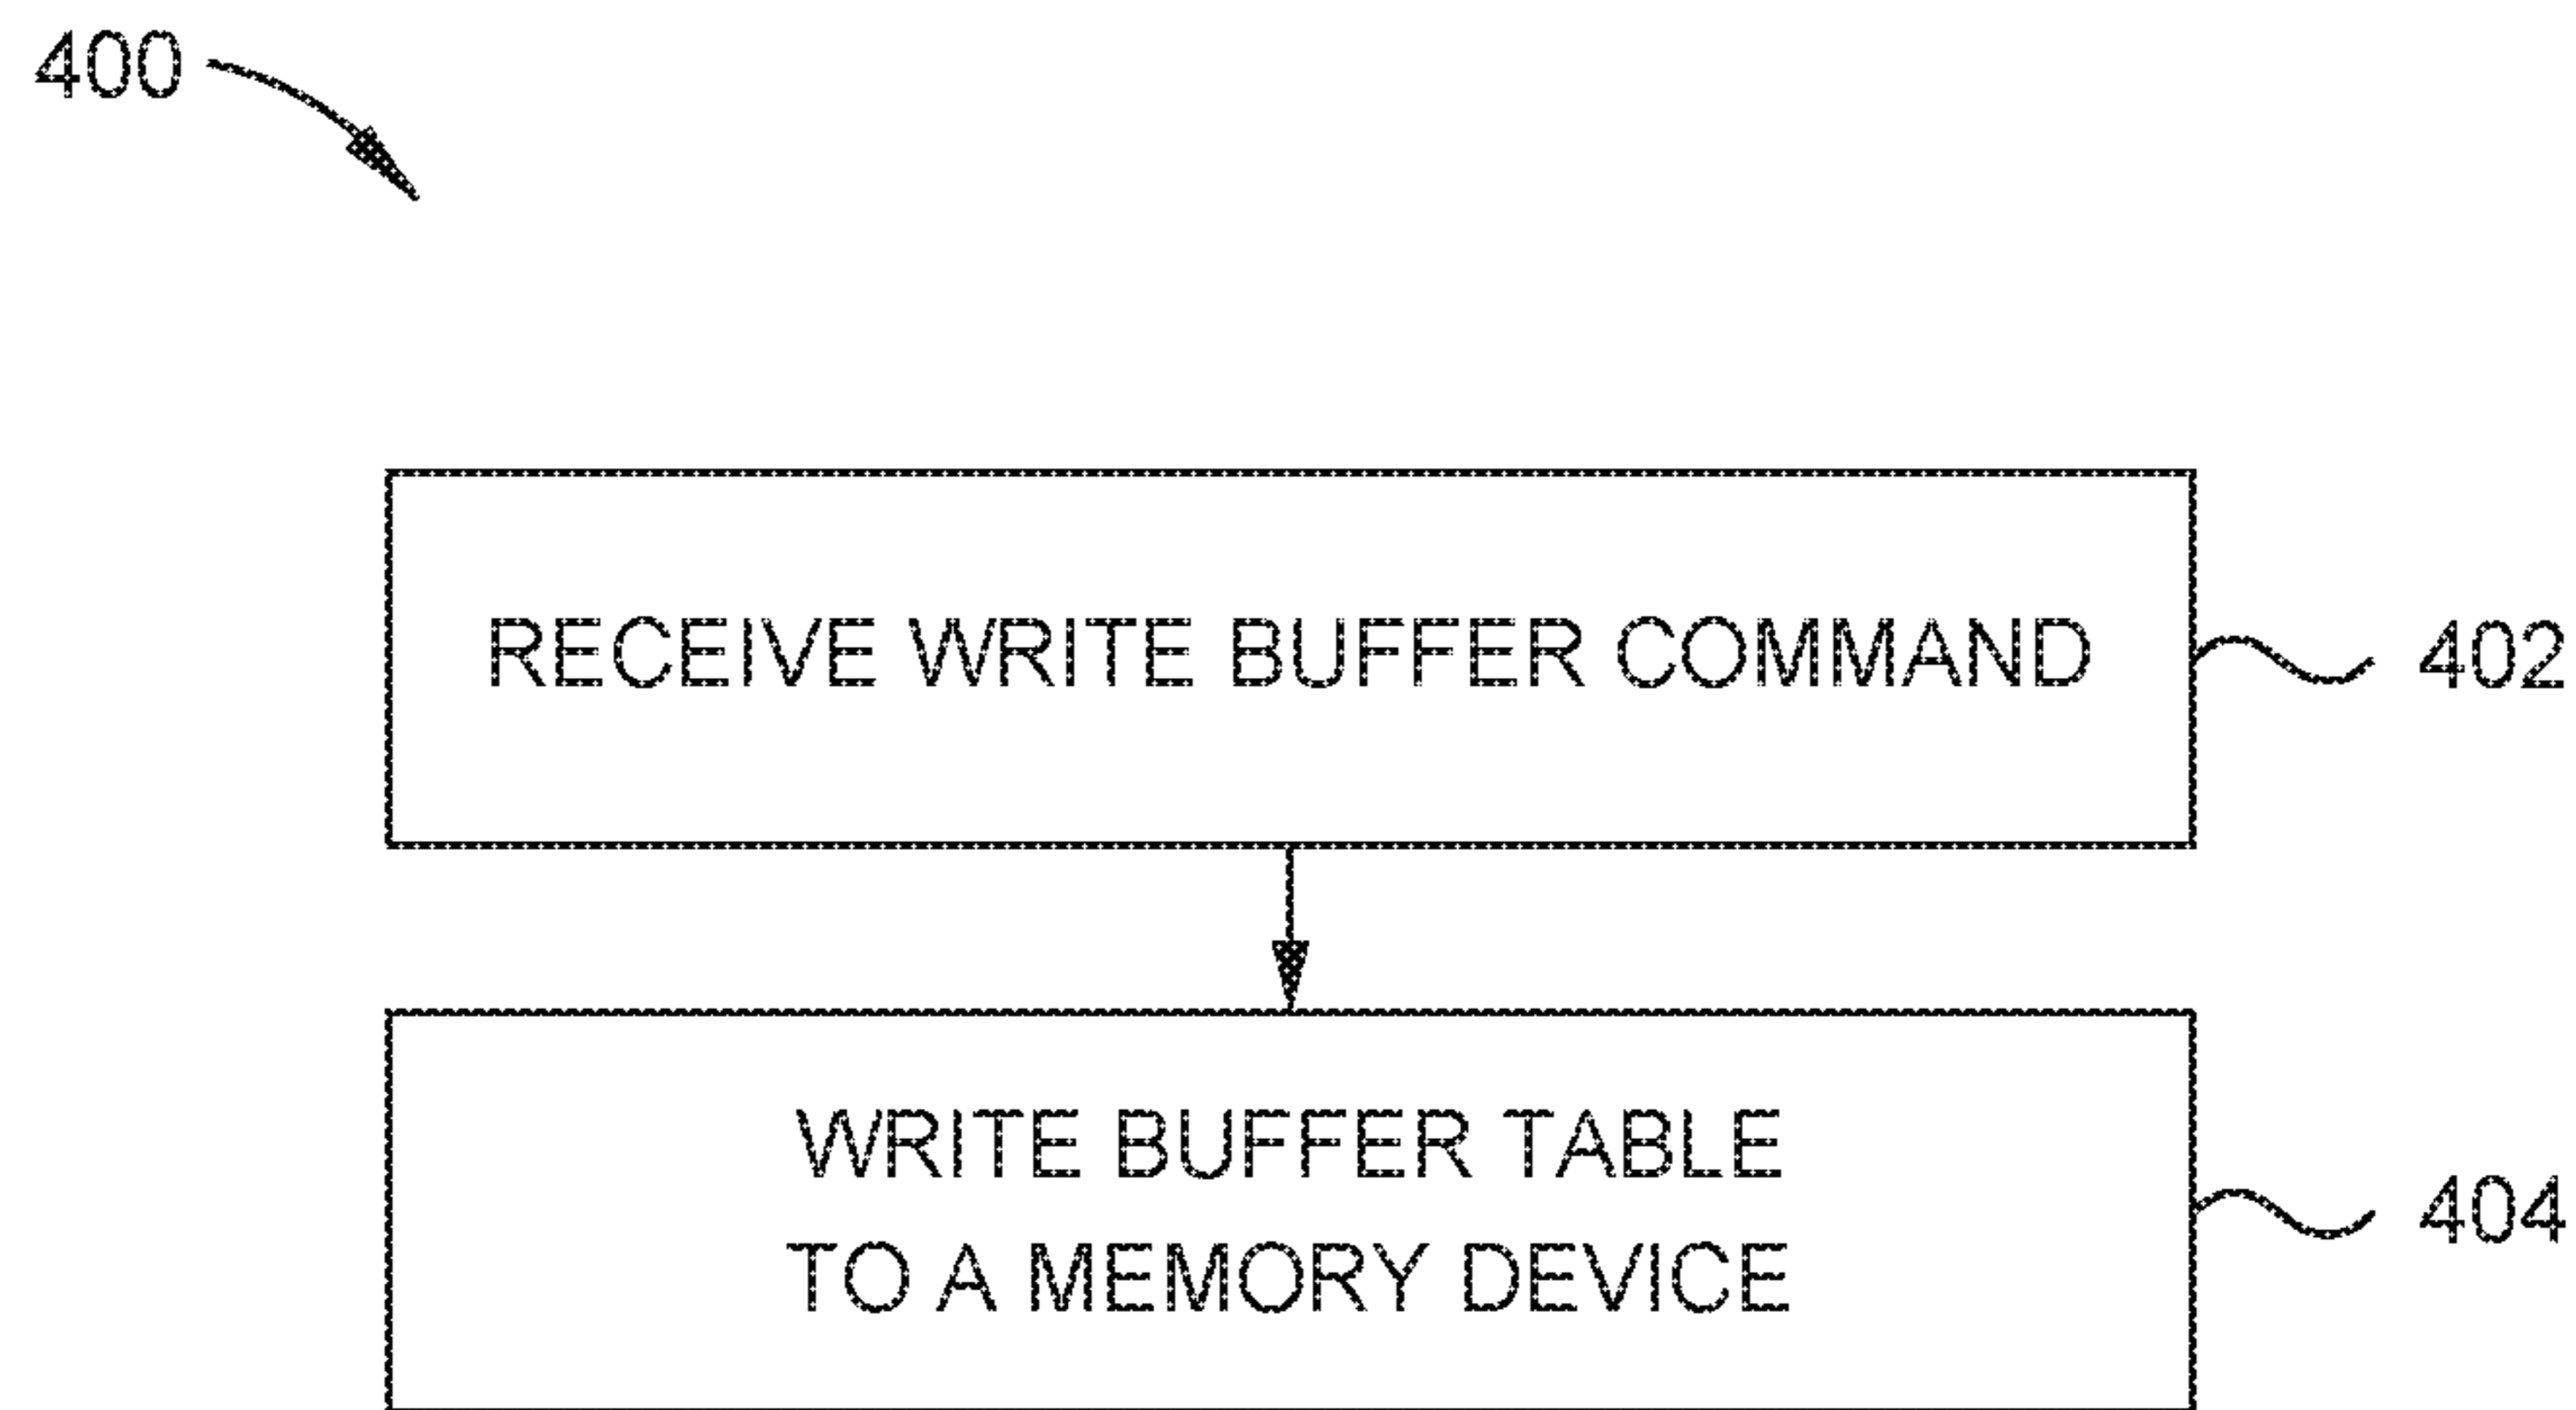 400
RECEIVE WRITE BUFFER COMMAND
402
WRITE BUFFER TABLE
TO A MEMORY DEVICE
404